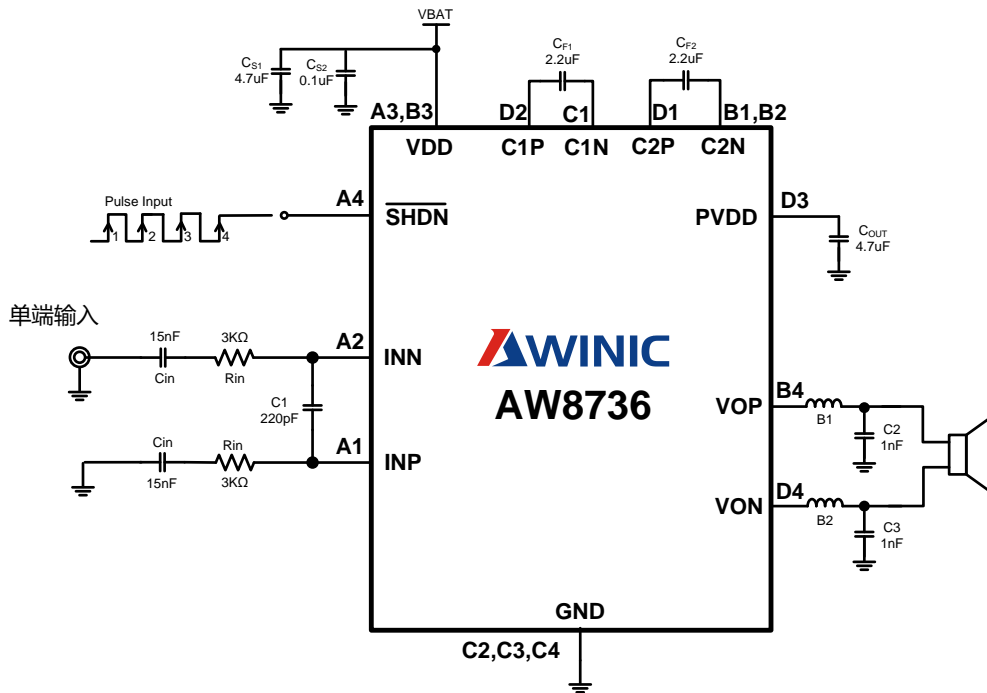 VBAT
CS1
4.7uF
CS2
0.1uF
CF1
2.2uF
CF2
2.2uF
A3,B3
D2
C1
D1
B1,B2
VDD
C1P
C1N
C2P
C2N
Pulse Input
1 2 3 4
A4
SHDN
PVDD
D3
COUT
4.7uF
单端输入
15nF
Cin
3KΩ
Rin
A2
INN
C1
220pF
Cin
15nF
Rin
3KΩ
A1
INP
AWINIC
AW8736
VOP
B4
B1
C2
1nF
VON
D4
B2
C3
1nF
GND
C2,C3,C4